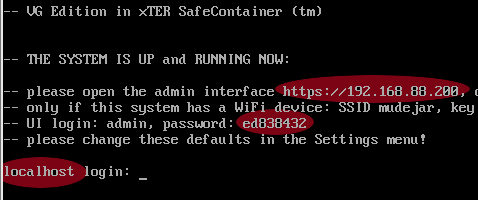 -- VG Edition in xTER SafeContainer (tm)
-- THE SYSTEM IS UP and RUNNING NOW:
-- please open the admin interface https://192.168.88.200,
-- only if this system has a WiFi device: SSID mudejar, key
-- UI login: admin, password: ed838432
-- please change these defaults in the Settings menu!
localhost login: _